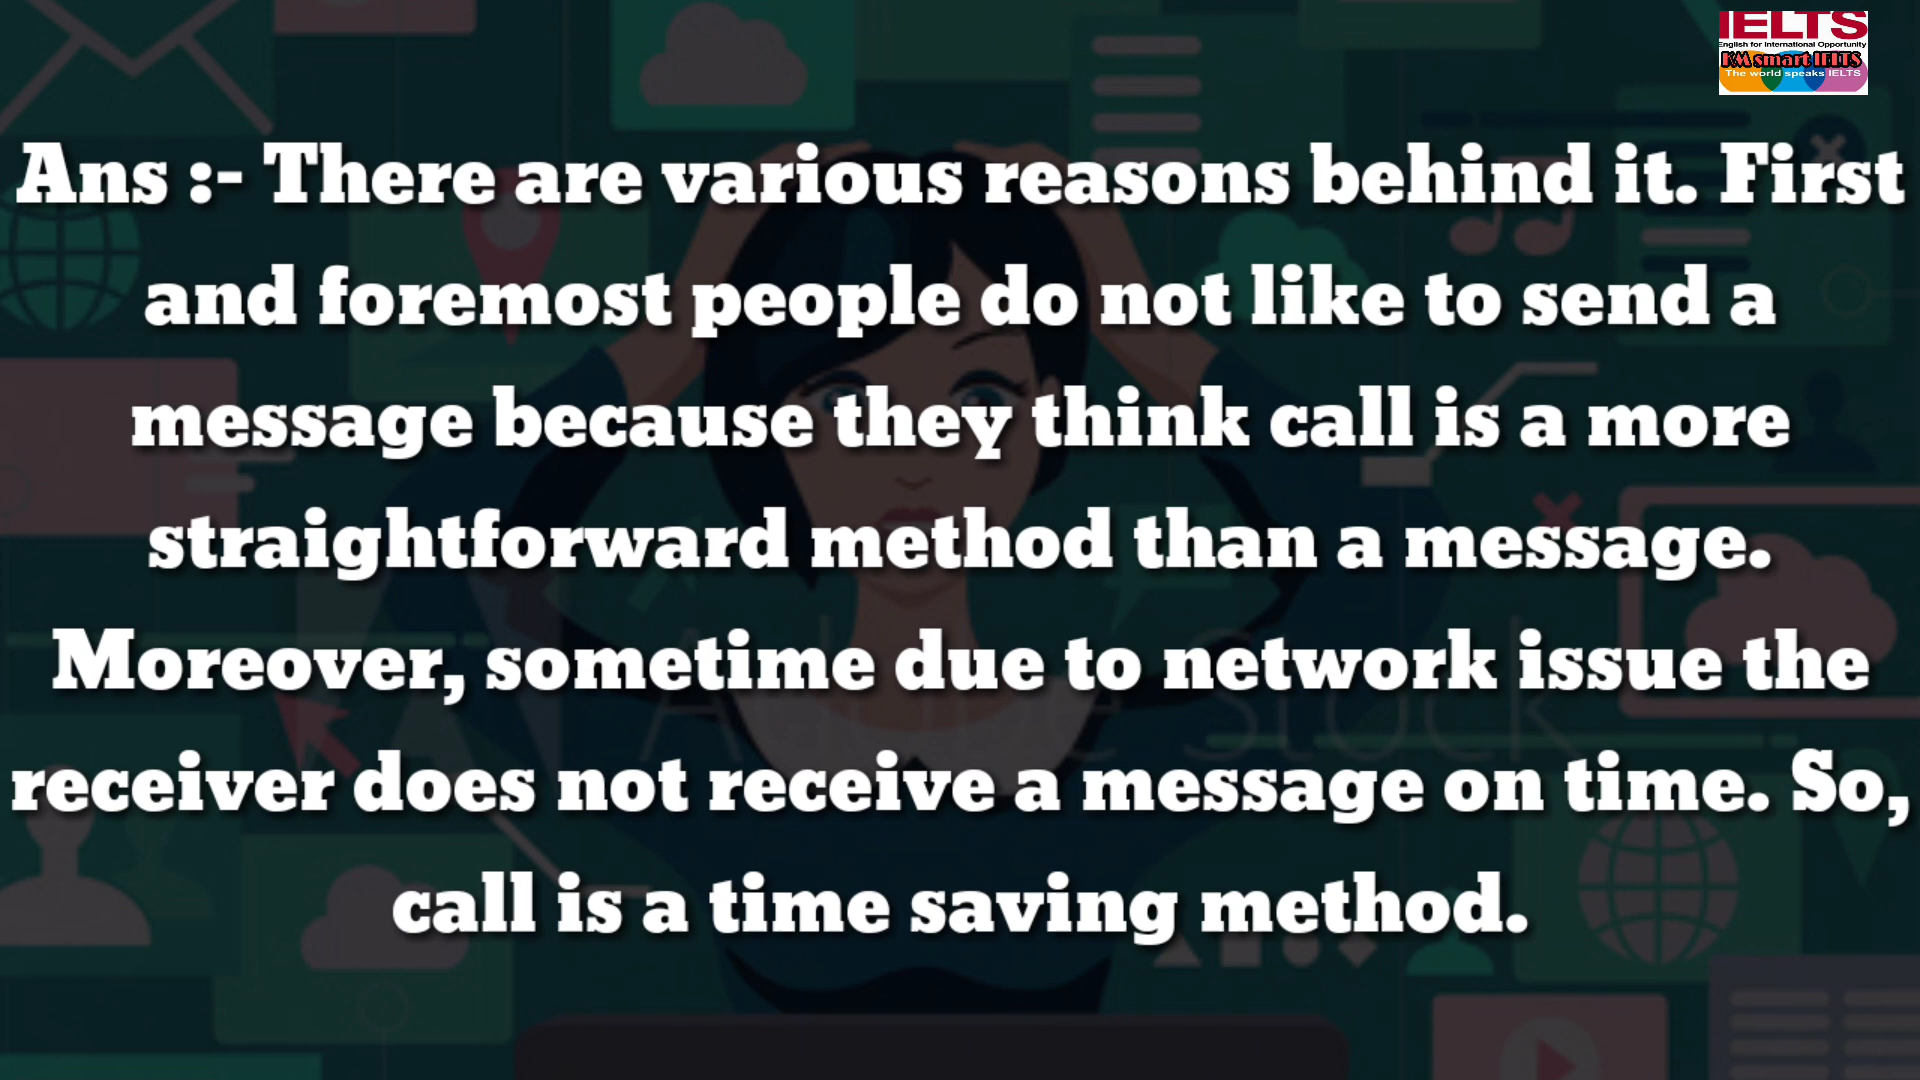 IELTS
English for International Opportunity
KM smart IELTS
The world speaks IELTS
Ans :- There are various reasons behind it. First
and foremost people do not like to send a
message because they think call is a more
straightforward method than a message.
Moreover, sometime due to network issue the
receiver does not receive a message on time. So,
call is a time saving method.
Adobe Stock